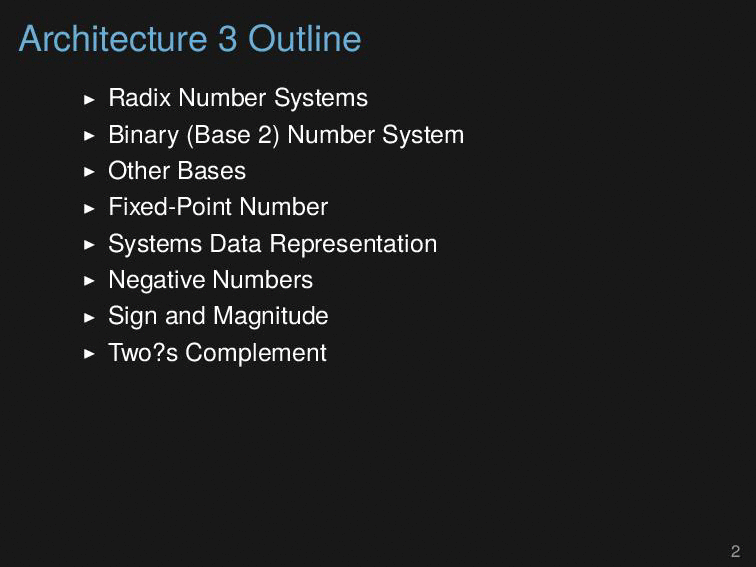 Architecture 3 Outline
▶ Radix Number Systems
▶ Binary (Base 2) Number System
▶ Other Bases
▶ Fixed-Point Number
▶ Systems Data Representation
▶ Negative Numbers
▶ Sign and Magnitude
▶ Two?s Complement
2